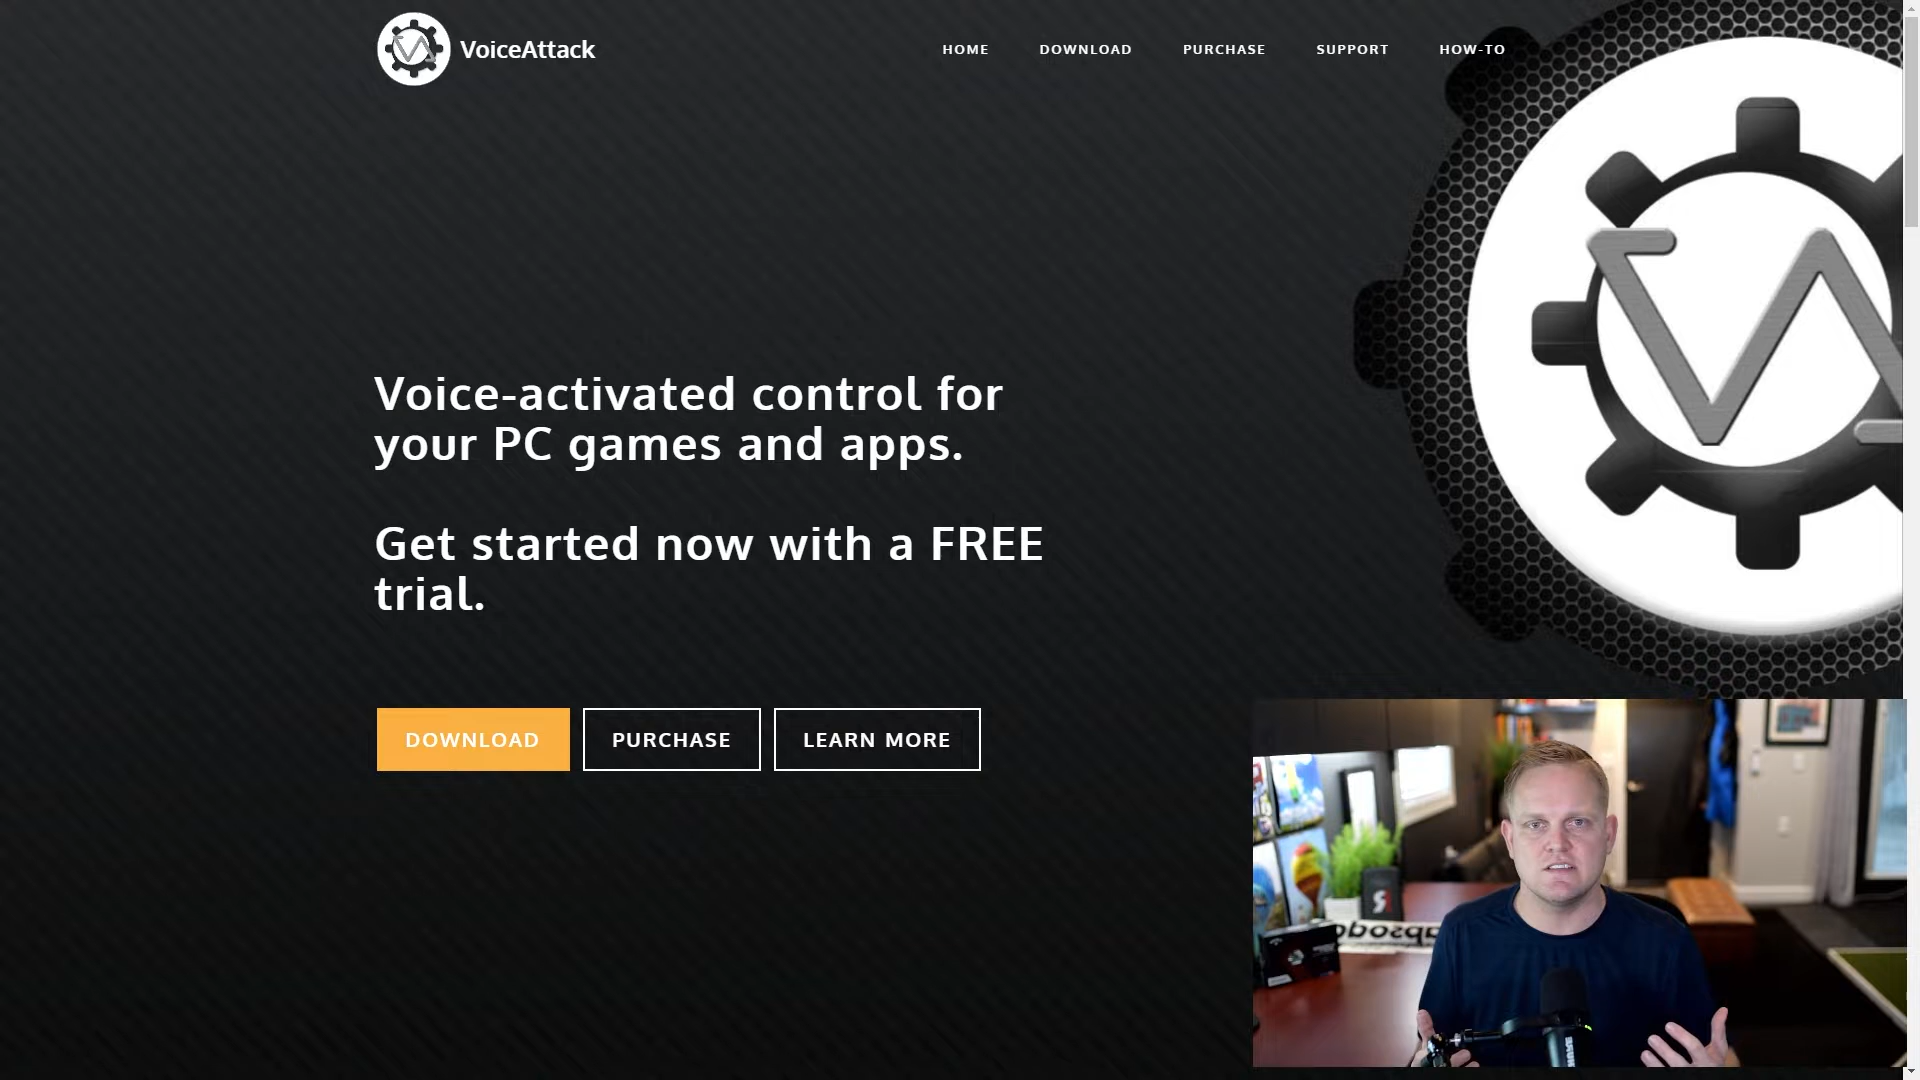 VoiceAttack
HOME
DOWNLOAD
PURCHASE
SUPPORT
HOW-TO
Voice-activated control for
your PC games and apps.
Get started now with a FREE
trial.
DOWNLOAD
PURCHASE
LEARN MORE